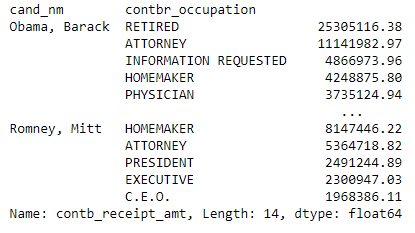 cand_nm        contbr_occupation
Obama, Barack  RETIRED                  25305116.38
               ATTORNEY                 11141982.97
               INFORMATION REQUESTED     4866973.96
               HOMEMAKER                 4248875.80
               PHYSICIAN                 3735124.94
                                           ...
Romney, Mitt   HOMEMAKER                 8147446.22
               ATTORNEY                  5364718.82
               PRESIDENT                 2491244.89
               EXECUTIVE                 2300947.03
               C.E.O.                    1968386.11
Name: contb_receipt_amt, Length: 14, dtype: float64